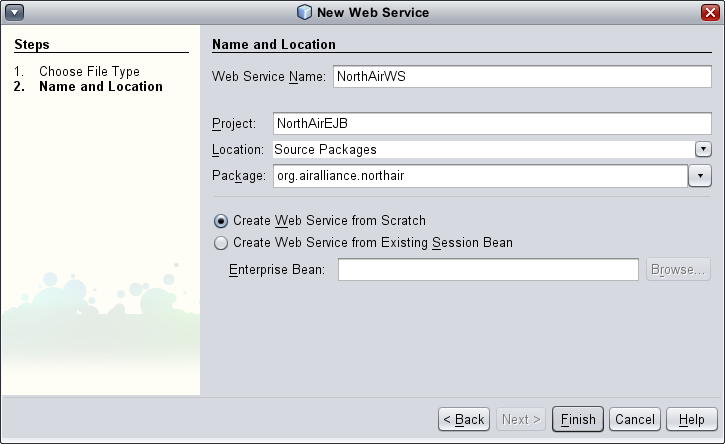 New Web Service
Steps
1. Choose File Type
2. Name and Location
Name and Location
Web Service Name: NorthAirWS
Project: NorthAirEJB
Location: Source Packages
Package: org.airalliance.northair
Create Web Service from Scratch
Create Web Service from Existing Session Bean
Enterprise Bean: Browse...
< Back Next > Finish Cancel Help